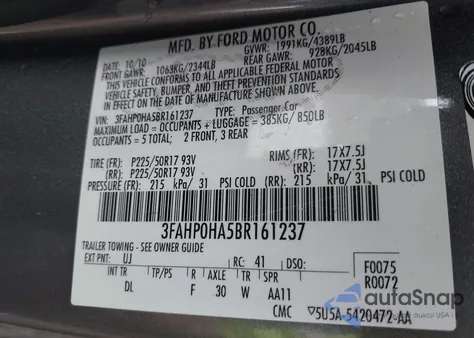 MFD. BY FORD MOTOR CO.
DATE: 10/10 GVWR: 1991KG/4389LB
FRONT GAWR: 1063KG/2344LB REAR GAWR: 928KG/2045LB
THIS VEHICLE CONFORMS TO ALL APPLICABLE FEDERAL MOTOR
VEHICLE SAFETY, BUMPER, AND THEFT PREVENTION
STANDARDS IN EFFECT ON THE DATE OF MANUFACTURE
SHOWN ABOVE.
VIN: 3FAHP0HA5BR161237 TYPE: Passenger Car
MAXIMUM LOAD = OCCUPANTS + LUGGAGE = 385KG/850LB
OCCUPANTS = 5 TOTAL; 2 FRONT, 3 REAR
TIRE (FR): P225/50R17 93V RIMS (FR): 17X7.5J
(RR): P225/50R17 93V (RR): 17X7.5J
PRESSURE (FR): 215 kPa/ 31 PSI COLD (RR): 215 kPa/ 31 PSI COLD
3FAHP0HA5BR161237
TRAILER TOWING - SEE OWNER GUIDE
EXT PNT: UJ RC: 41 DSO: F0075
INT TR TP/PS R AXLE TR SPR R0072
DL F 30 W AA11
autoSnap
Аукціони США
CMC 5U5A-5420472-AA